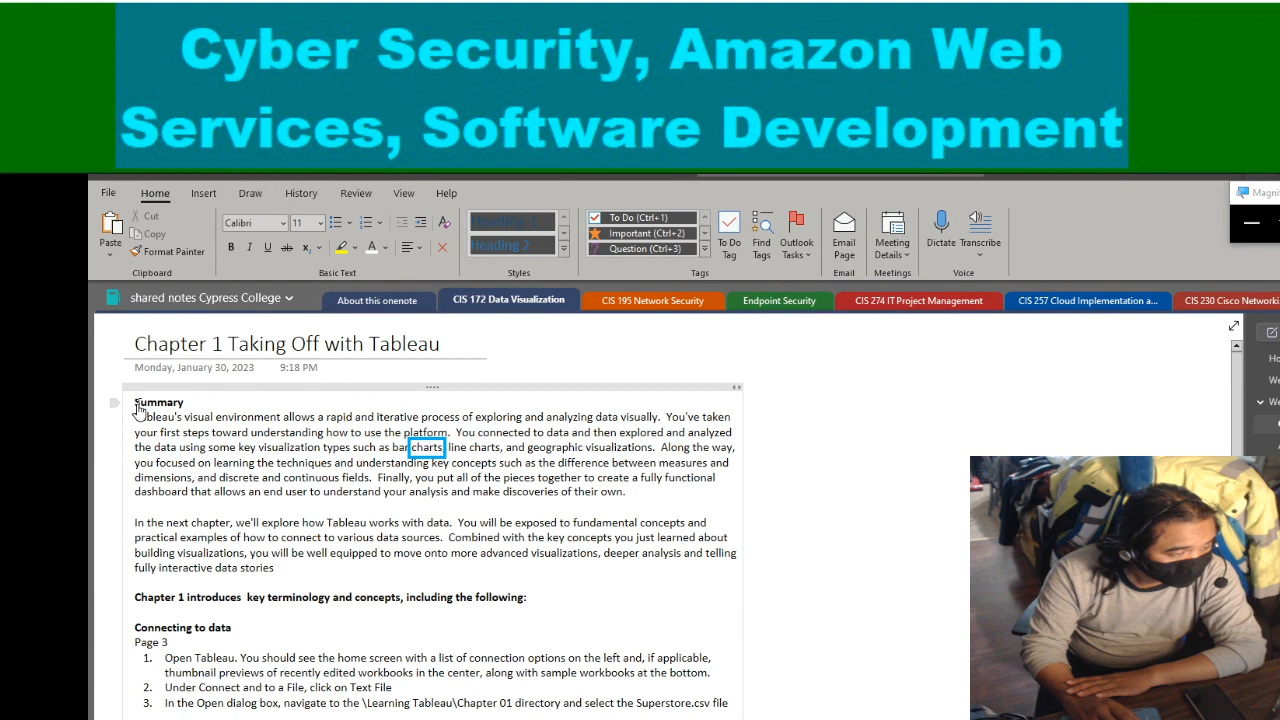 Cyber Security, Amazon Web
Services, Software Development
File Home Insert Draw History Review View Help
Paste
Cut
Copy
Format Painter
Clipboard
Calibri 11
B I U ab x A
Basic Text
Heading 1
Heading 2
Styles
To Do (Ctrl+1)
Important (Ctrl+2)
Question (Ctrl+3)
To Do
Tag
Find
Tags
Outlook
Tasks
Tags
Email
Page
Email
Meeting
Details
Meetings
Dictate
Transcribe
Voice
Magni
shared notes Cypress College
About this onenote
CIS 172 Data Visualization
CIS 195 Network Security
Endpoint Security
CIS 274 IT Project Management
CIS 257 Cloud Implementation a...
CIS 230 Cisco Networki
Chapter 1 Taking Off with Tableau
Monday, January 30, 2023 9:18 PM
Summary
Tableau's visual environment allows a rapid and iterative process of exploring and analyzing data visually. You've taken
your first steps toward understanding how to use the platform. You connected to data and then explored and analyzed
the data using some key visualization types such as bar charts, line charts, and geographic visualizations. Along the way,
you focused on learning the techniques and understanding key concepts such as the difference between measures and
dimensions, and discrete and continuous fields. Finally, you put all of the pieces together to create a fully functional
dashboard that allows an end user to understand your analysis and make discoveries of their own.
In the next chapter, we'll explore how Tableau works with data. You will be exposed to fundamental concepts and
practical examples of how to connect to various data sources. Combined with the key concepts you just learned about
building visualizations, you will be well equipped to move onto more advanced visualizations, deeper analysis and telling
fully interactive data stories
Chapter 1 introduces key terminology and concepts, including the following:
Connecting to data
Page 3
1. Open Tableau. You should see the home screen with a list of connection options on the left and, if applicable,
thumbnail previews of recently edited workbooks in the center, along with sample workbooks at the bottom.
2. Under Connect and to a File, click on Text File
3. In the Open dialog box, navigate to the \Learning Tableau\Chapter 01 directory and select the Superstore.csv file
Ho
We
We